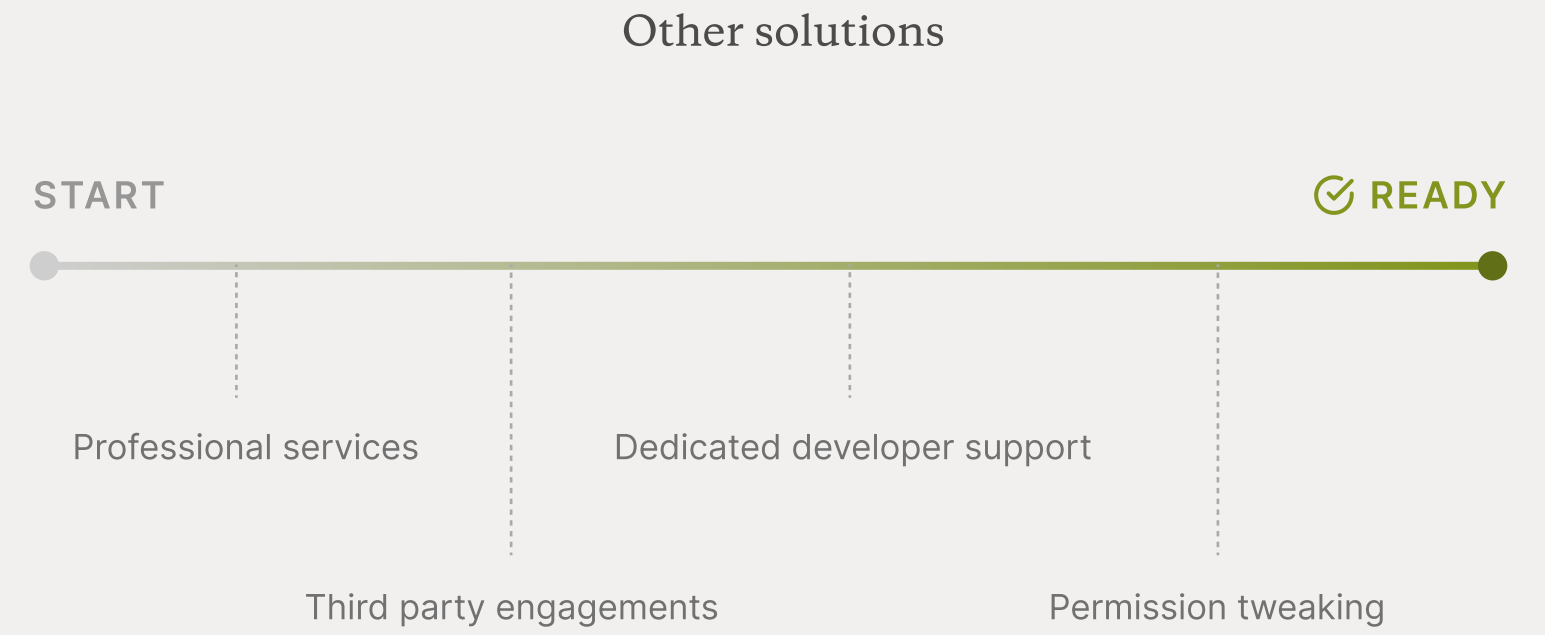 Other solutions
START
READY
Professional services
Dedicated developer support
Third party engagements
Permission tweaking